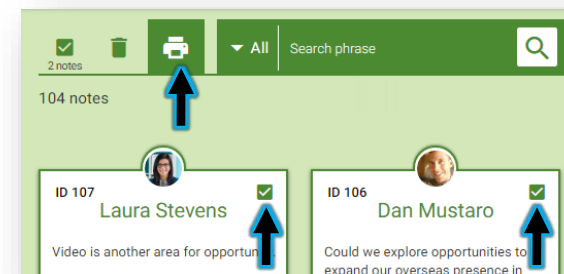 2 notes
All
Search phrase
104 notes
ID 107
Laura Stevens
Video is another area for
ID 106
Dan Mustaro
Could we explore opportunities to
expand our overseas presence in